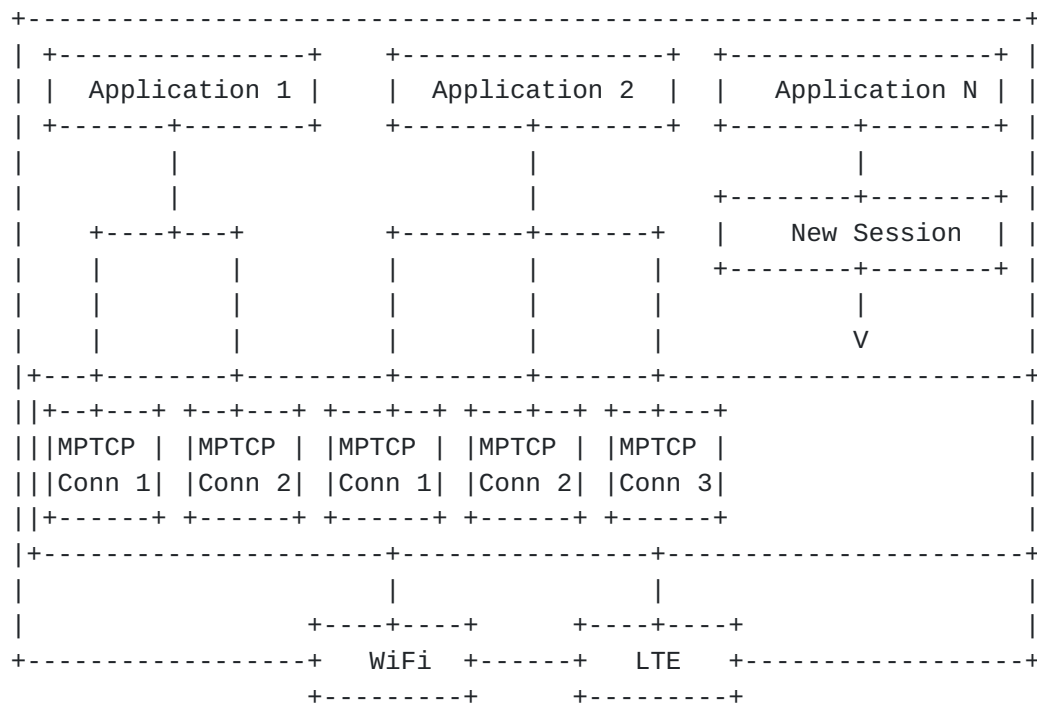 Application 1 Application 2 Application N
New Session
V
MPTCP MPTCP MPTCP MPTCP MPTCP
Conn 1 Conn 2 Conn 1 Conn 2 Conn 3
WiFi LTE